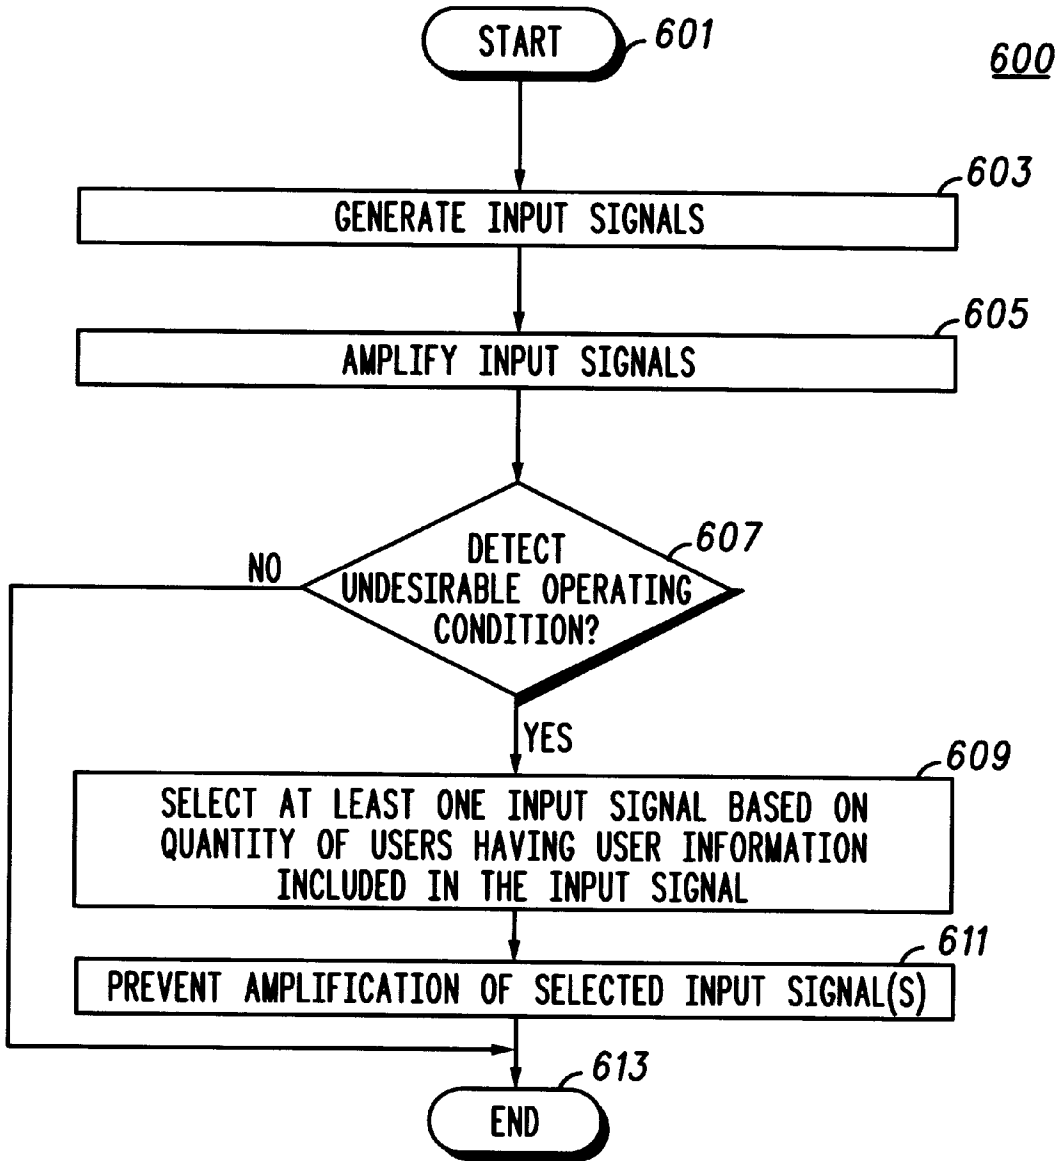 START
601
600
603
GENERATE INPUT SIGNALS
605
AMPLIFY INPUT SIGNALS
607
DETECT
UNDESIRABLE OPERATING
CONDITION?
NO
YES
609
SELECT AT LEAST ONE INPUT SIGNAL BASED ON
QUANTITY OF USERS HAVING USER INFORMATION
INCLUDED IN THE INPUT SIGNAL
611
PREVENT AMPLIFICATION OF SELECTED INPUT SIGNAL(S)
613
END